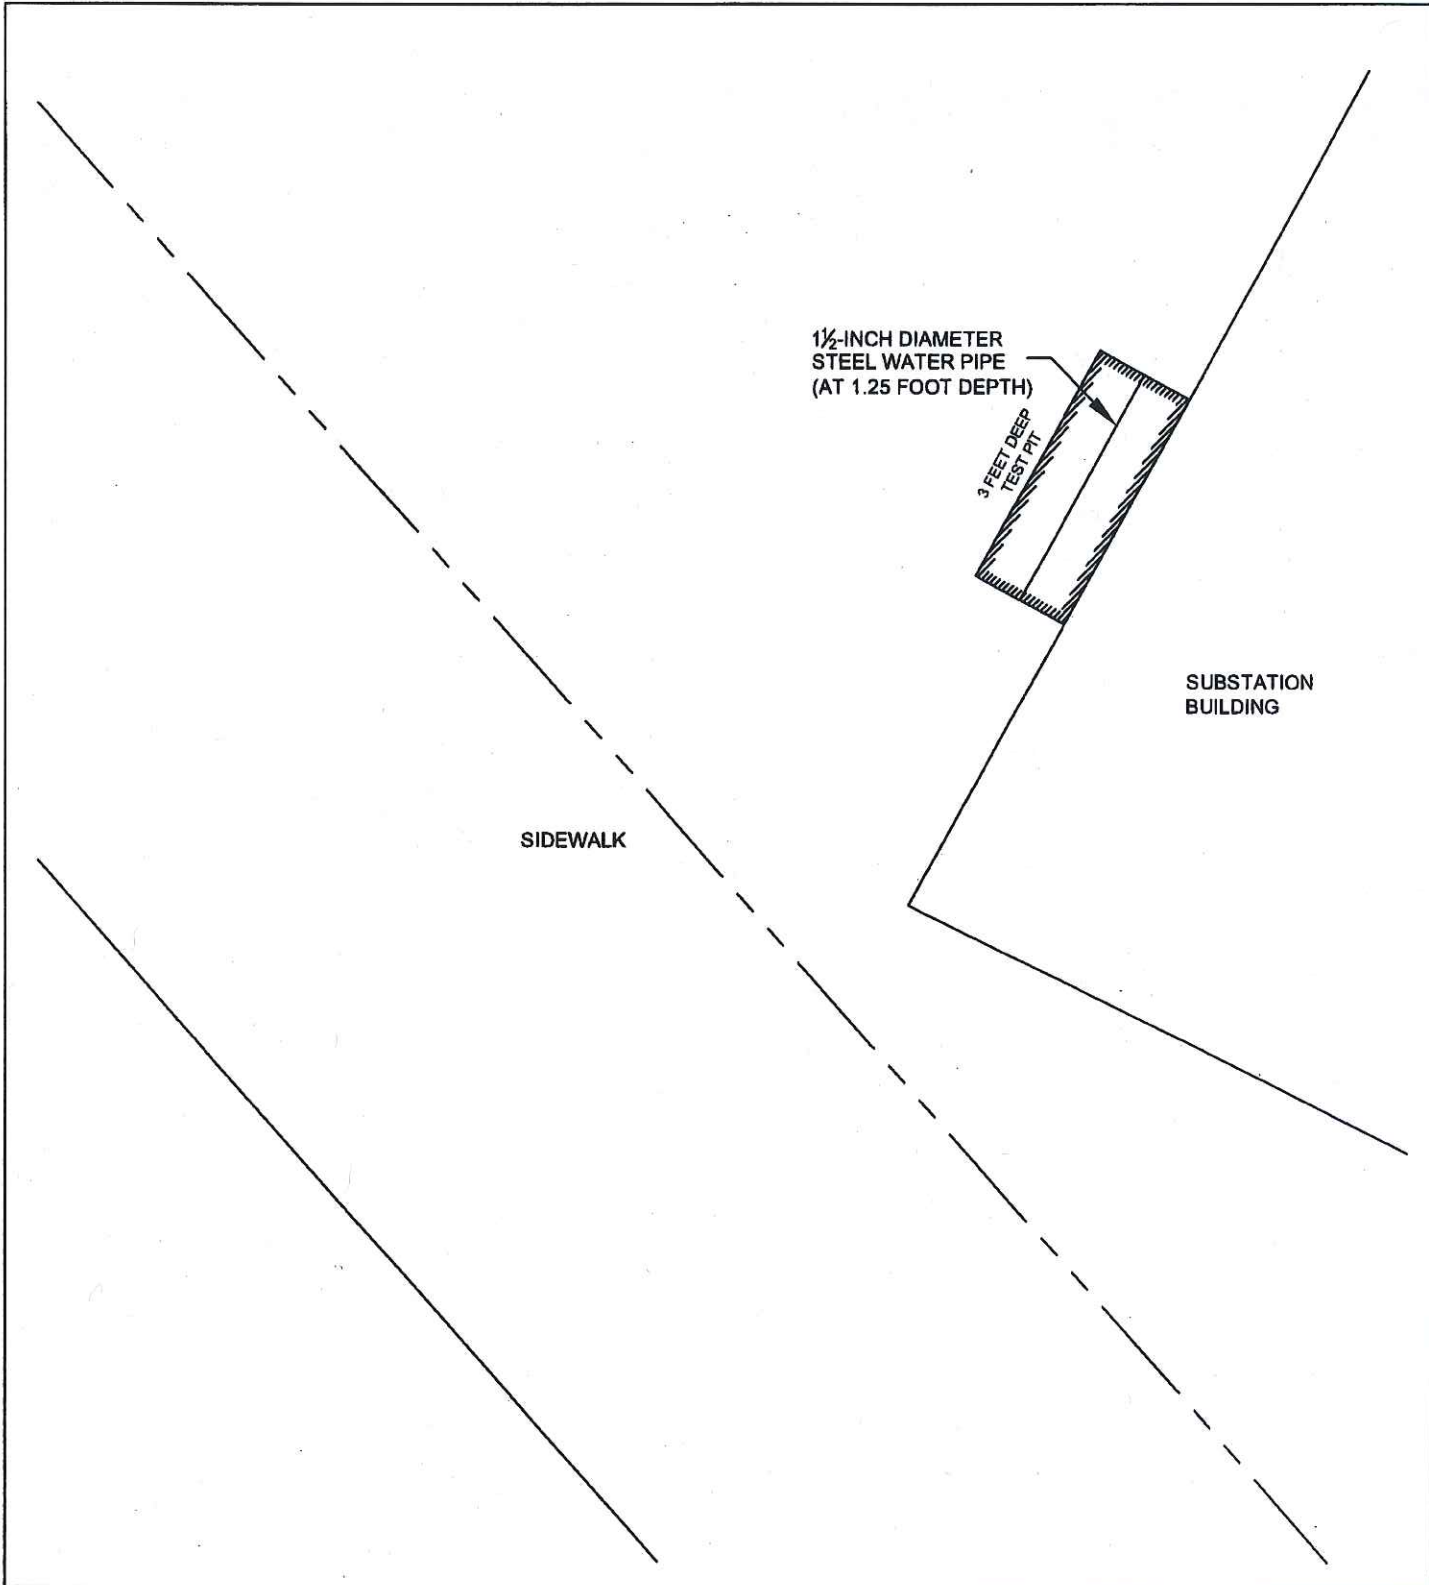 1½-INCH DIAMETER
STEEL WATER PIPE
(AT 1.25 FOOT DEPTH)
3 FEET DEEP
TEST PIT
SUBSTATION
BUILDING
SIDEWALK